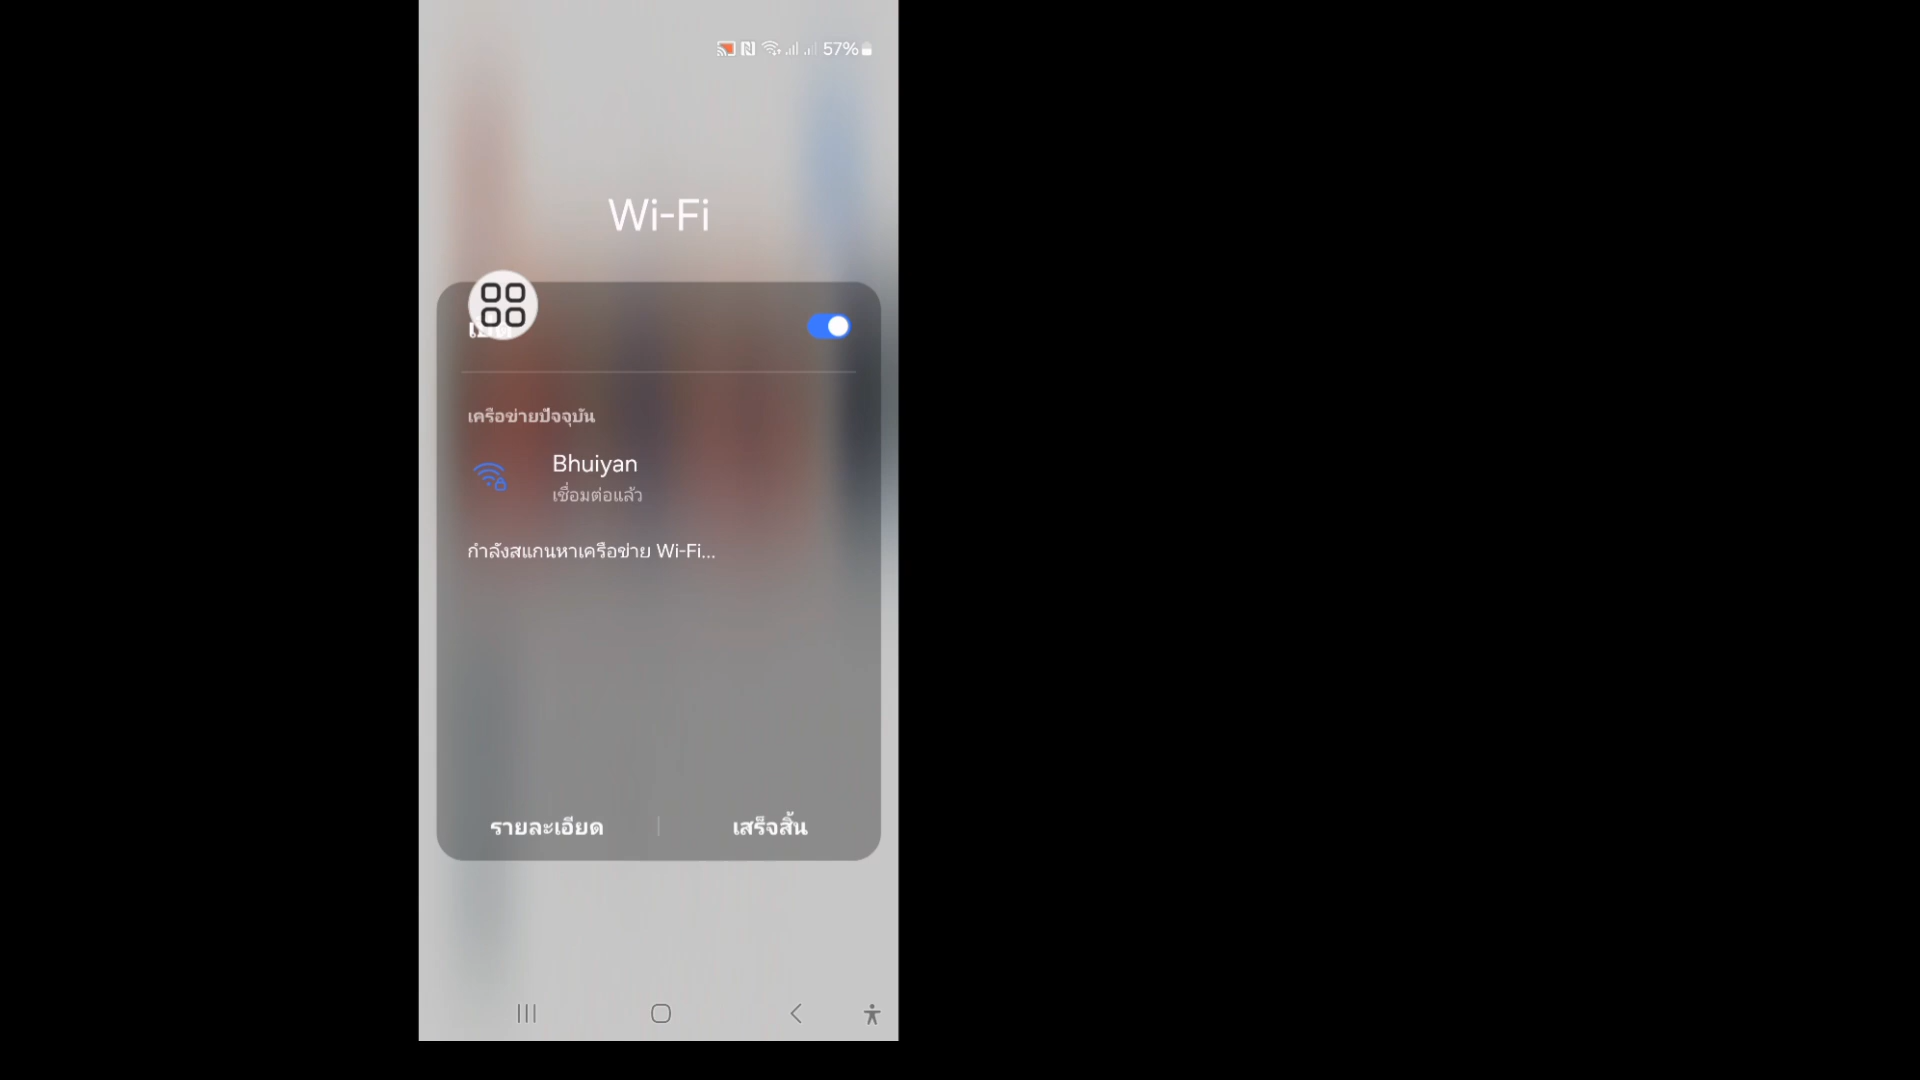 57%
Wi-Fi
เครือข่ายปัจจุบัน
Bhuiyan
เชื่อมต่อแล้ว
กำลังสแกนหาเครือข่าย Wi-Fi...
รายละเอียด
เสร็จสิ้น